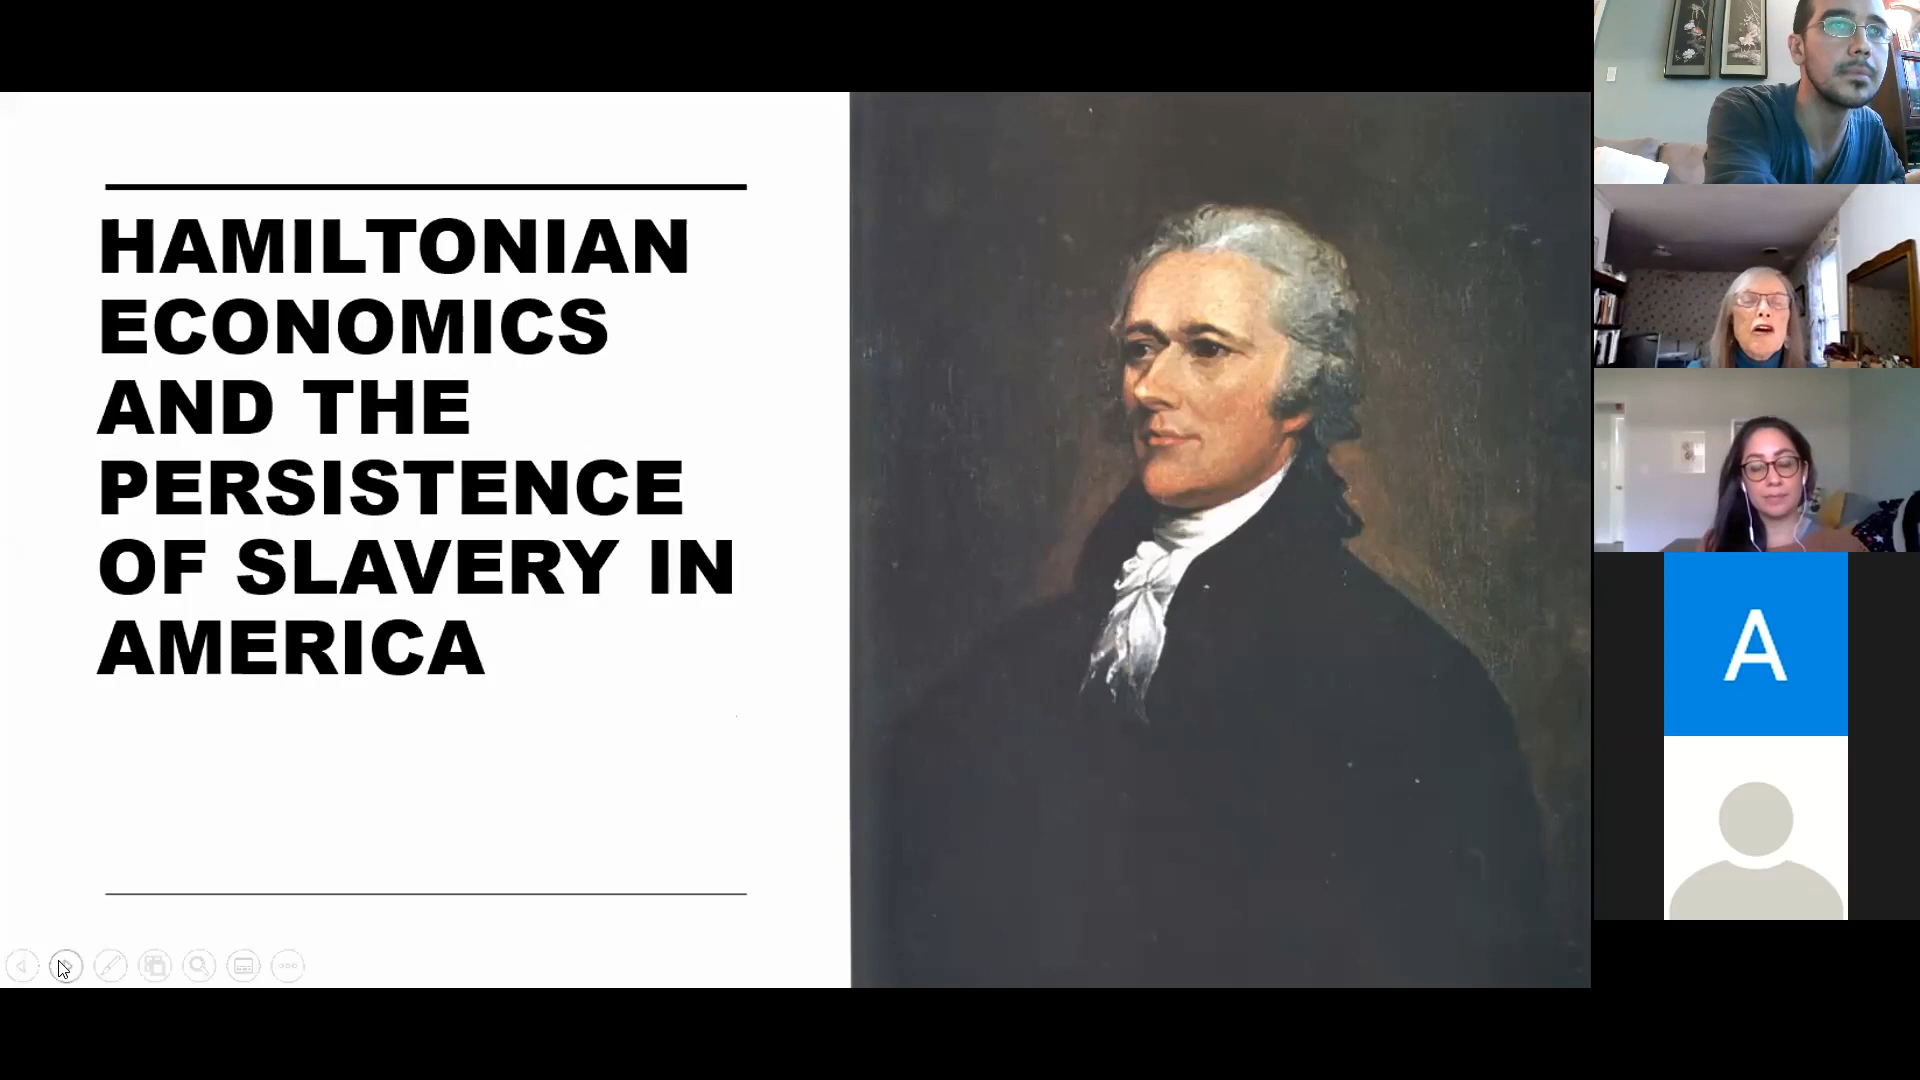 HAMILTONIAN
ECONOMICS
AND THE
PERSISTENCE
OF SLAVERY IN
AMERICA
A